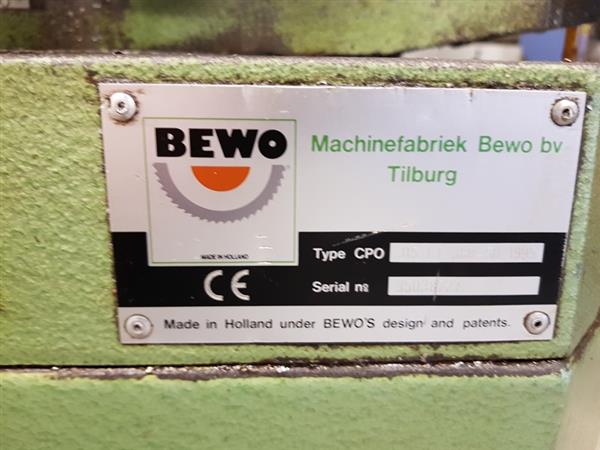 BEWO
MADE IN HOLLAND
Machinefabriek Bewo bv
Tilburg
Type CPO
CE
Serial nº
Made in Holland under BEWO'S design and patents.